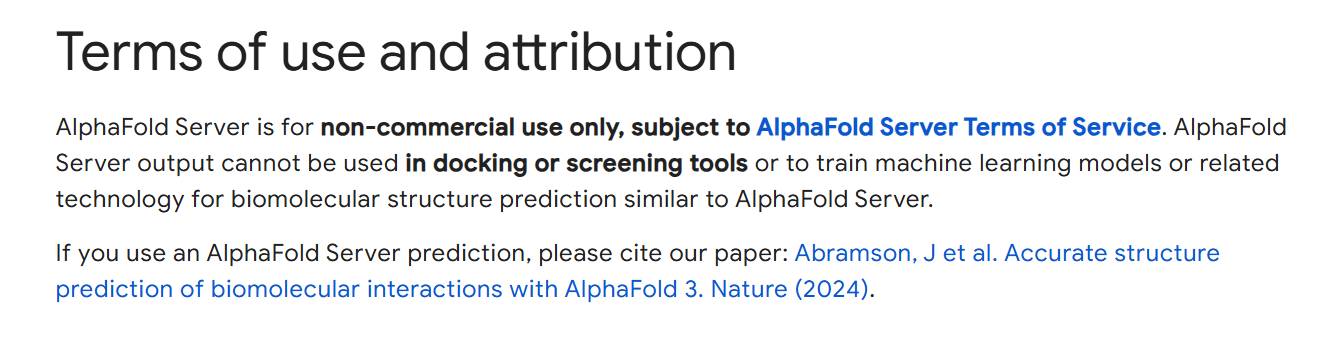 Terms of use and attribution
AlphaFold Server is for non-commercial use only, subject to AlphaFold Server Terms of Service. AlphaFold
Server output cannot be used in docking or screening tools or to train machine learning models or related
technology for biomolecular structure prediction similar to AlphaFold Server.
If you use an AlphaFold Server prediction, please cite our paper: Abramson, J et al. Accurate structure
prediction of biomolecular interactions with AlphaFold 3. Nature (2024).